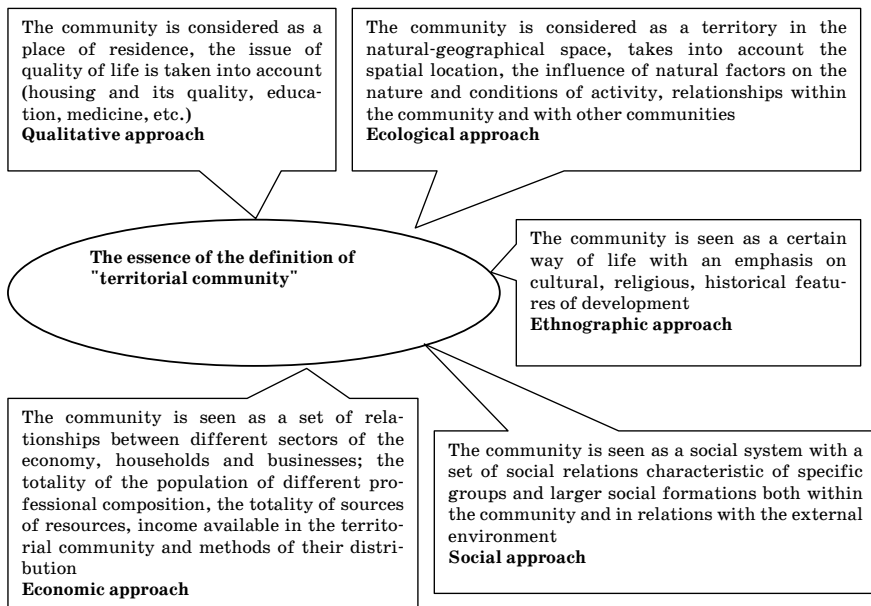 The community is considered as a
place of residence, the issue of
quality of life is taken into account
(housing and its quality, educa-
tion, medicine, etc.)
Qualitative approach
The community is considered as a territory in the
natural-geographical space, takes into account the
spatial location, the influence of natural factors on the
nature and conditions of activity, relationships within
the community and with other communities
Ecological approach
The essence of the definition of
"territorial community"
The community is seen as a certain
way of life with an emphasis on
cultural, religious, historical featu-
res of development
Ethnographic approach
The community is seen as a set of rela-
tionships between different sectors of the
economy, households and businesses; the
totality of the population of different pro-
fessional composition, the totality of sources
of resources, income available in the territo-
rial community and methods of their distri-
bution
Economic approach
The community is seen as a social system with a
set of social relations characteristic of specific
groups and larger social formations both within
the community and in relations with the external
environment
Social approach